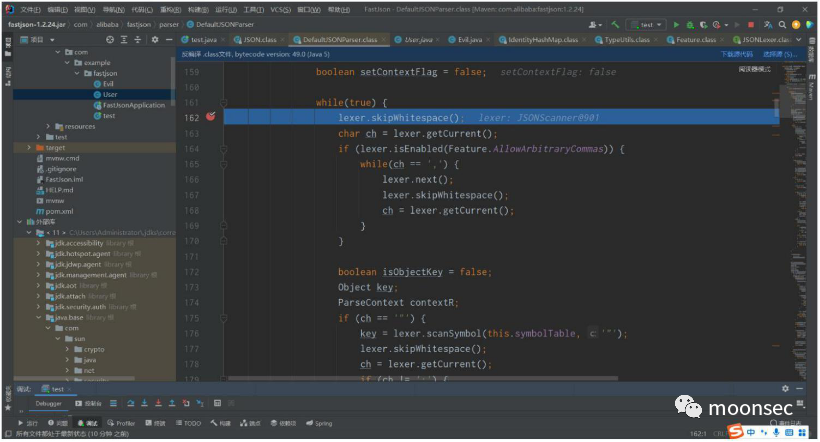 文件(F) 编辑(E) 视图(V) 导航(N) 代码(C) 重构(R) 构建(B) 运行(U) 工具(T) VCS(S) 窗口(W) 帮助(H) FastJson - DefaultJSONParser.class [Maven: com.alibaba:fastjson:1.2.24]
fastjson-1.2.24.jar com alibaba fastjson parser DefaultJSONParser
test
项目
test.java JSON.class DefaultJSONParser.class User.java Evil.java IdentityHashMap.class TypeUtils.class Feature.class JSONLexer.class
反编译 .class文件, bytecode version: 49.0 (Java 5) 下载源代码
阅读器模式
com
example
fastjson
Evil
User
FastJsonApplication
test
resources
test
target
mvnw.cmd
.gitignore
FastJson.iml
HELP.md
mvnw
pom.xml
外部库
< 11 >
jdk.accessibility library 根
jdk.hotspot.agent library 根
jdk.jdwp.agent library 根
jdk.management.agent library 根
jdk.aot library 根
jdk.attach library 根
jdk.security.auth library 根
java.base library 根
com
sun
crypto
java
net
security
159 boolean setContextFlag = false; setContextFlag: false
160
161 while(true) {
162 lexer.skipWhitespace(); lexer: JSONScanner@901
163 char ch = lexer.getCurrent();
164 if (lexer.isEnabled(Feature.AllowArbitraryCommas)) {
165 while(ch == ',') {
166 lexer.next();
167 lexer.skipWhitespace();
168 ch = lexer.getCurrent();
169 }
170 }
171
172 boolean isObjectKey = false;
173 Object key;
174 ParseContext contextR;
175 if (ch == '"') {
176 key = lexer.scanSymbol(this.symbolTable, c '"');
177 lexer.skipWhitespace();
178 ch = lexer.getCurrent();
179 if (ch != ':') {
Maven
调试: test
Debugger 控制台
运行 问题 调试 Profiler 终端 TODO 构建 端点 Spring
所有文件都处于最新状态 (10 分钟 之前)
162:1 CRLF
moonsec
中